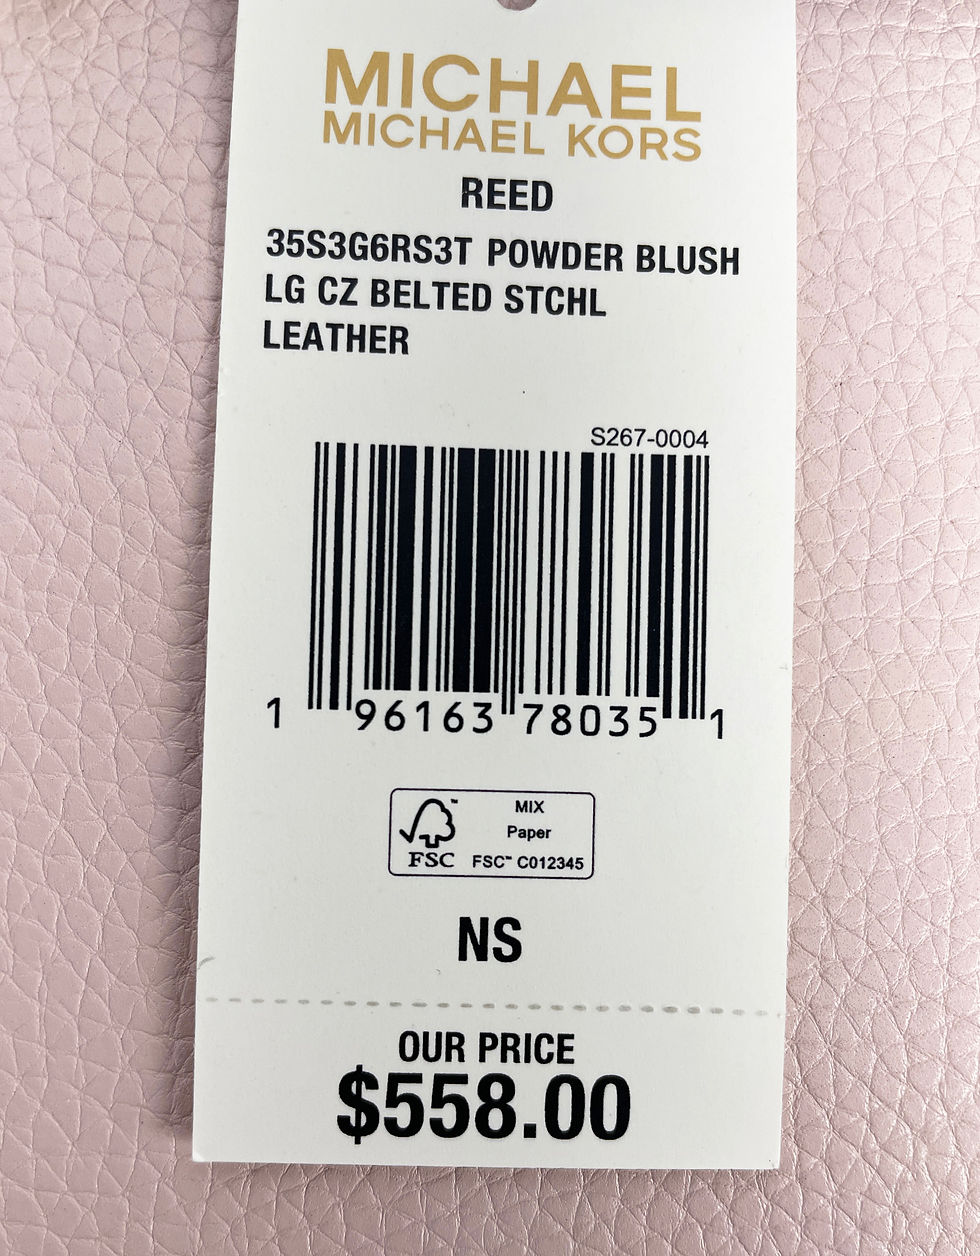 MICHAEL
MICHAEL KORS
REED
35S3G6RS3T POWDER BLUSH
LG CZ BELTED STCHL
LEATHER
S267-0004
1 96163 78035 1
FSC™
MIX
Paper
FSC™ C012345
NS
OUR PRICE
$558.00